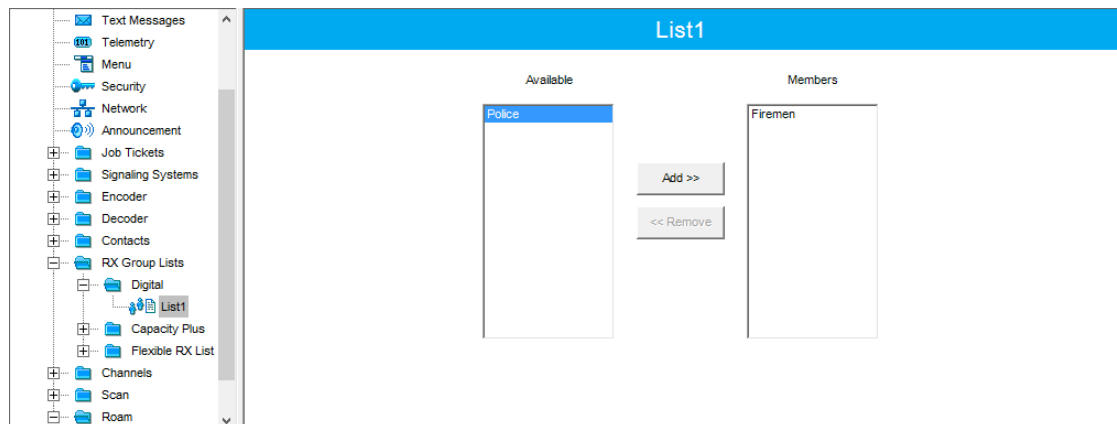 Text Messages
101 Telemetry
Menu
Security
Network
Announcement
Job Tickets
Signaling Systems
Encoder
Decoder
Contacts
RX Group Lists
Digital
List1
Capacity Plus
Flexible RX List
Channels
Scan
Roam
List1
Available
Members
Police
Firemen
Add >>
<< Remove